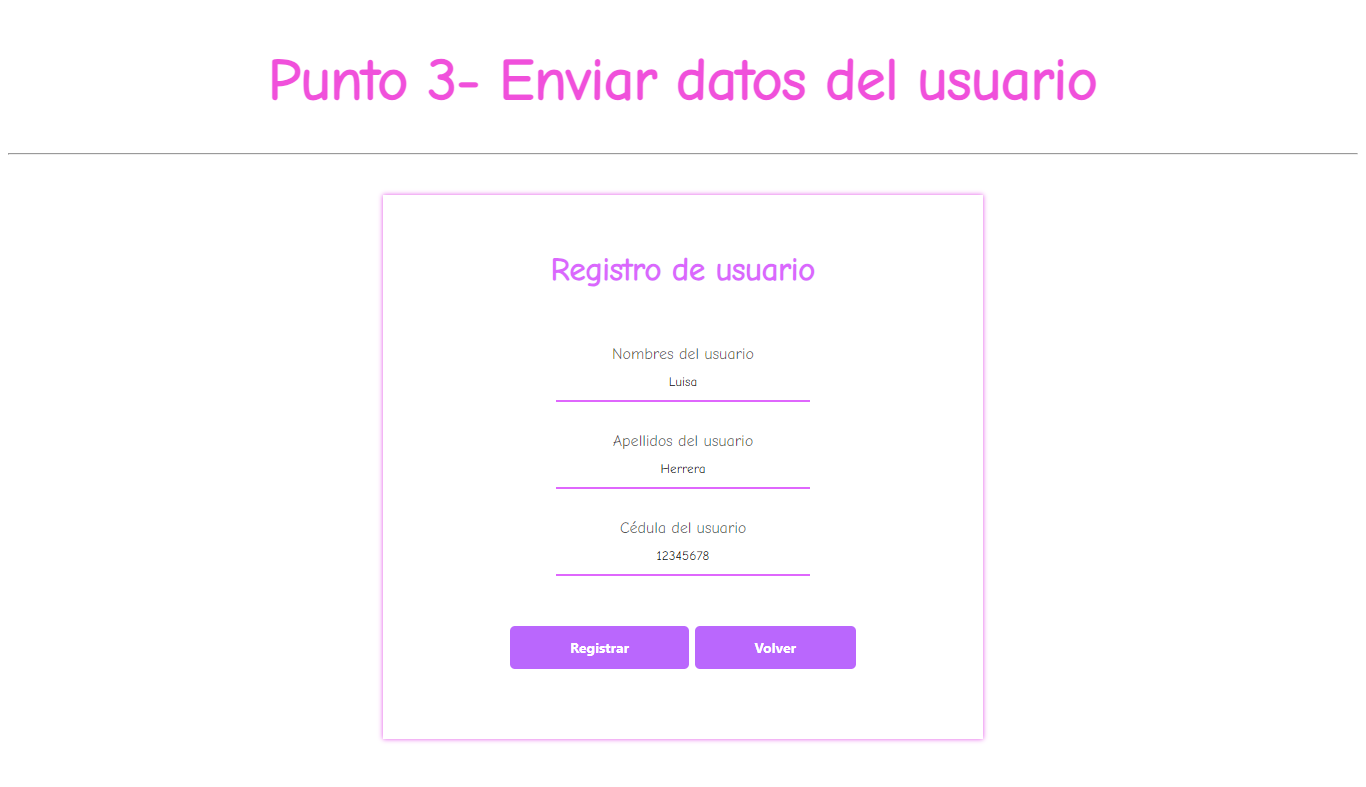 Punto 3- Enviar datos del usuario
Registro de usuario
Nombres del usuario
Luisa
Apellidos del usuario
Herrera
Cédula del usuario
12345678
Registrar Volver